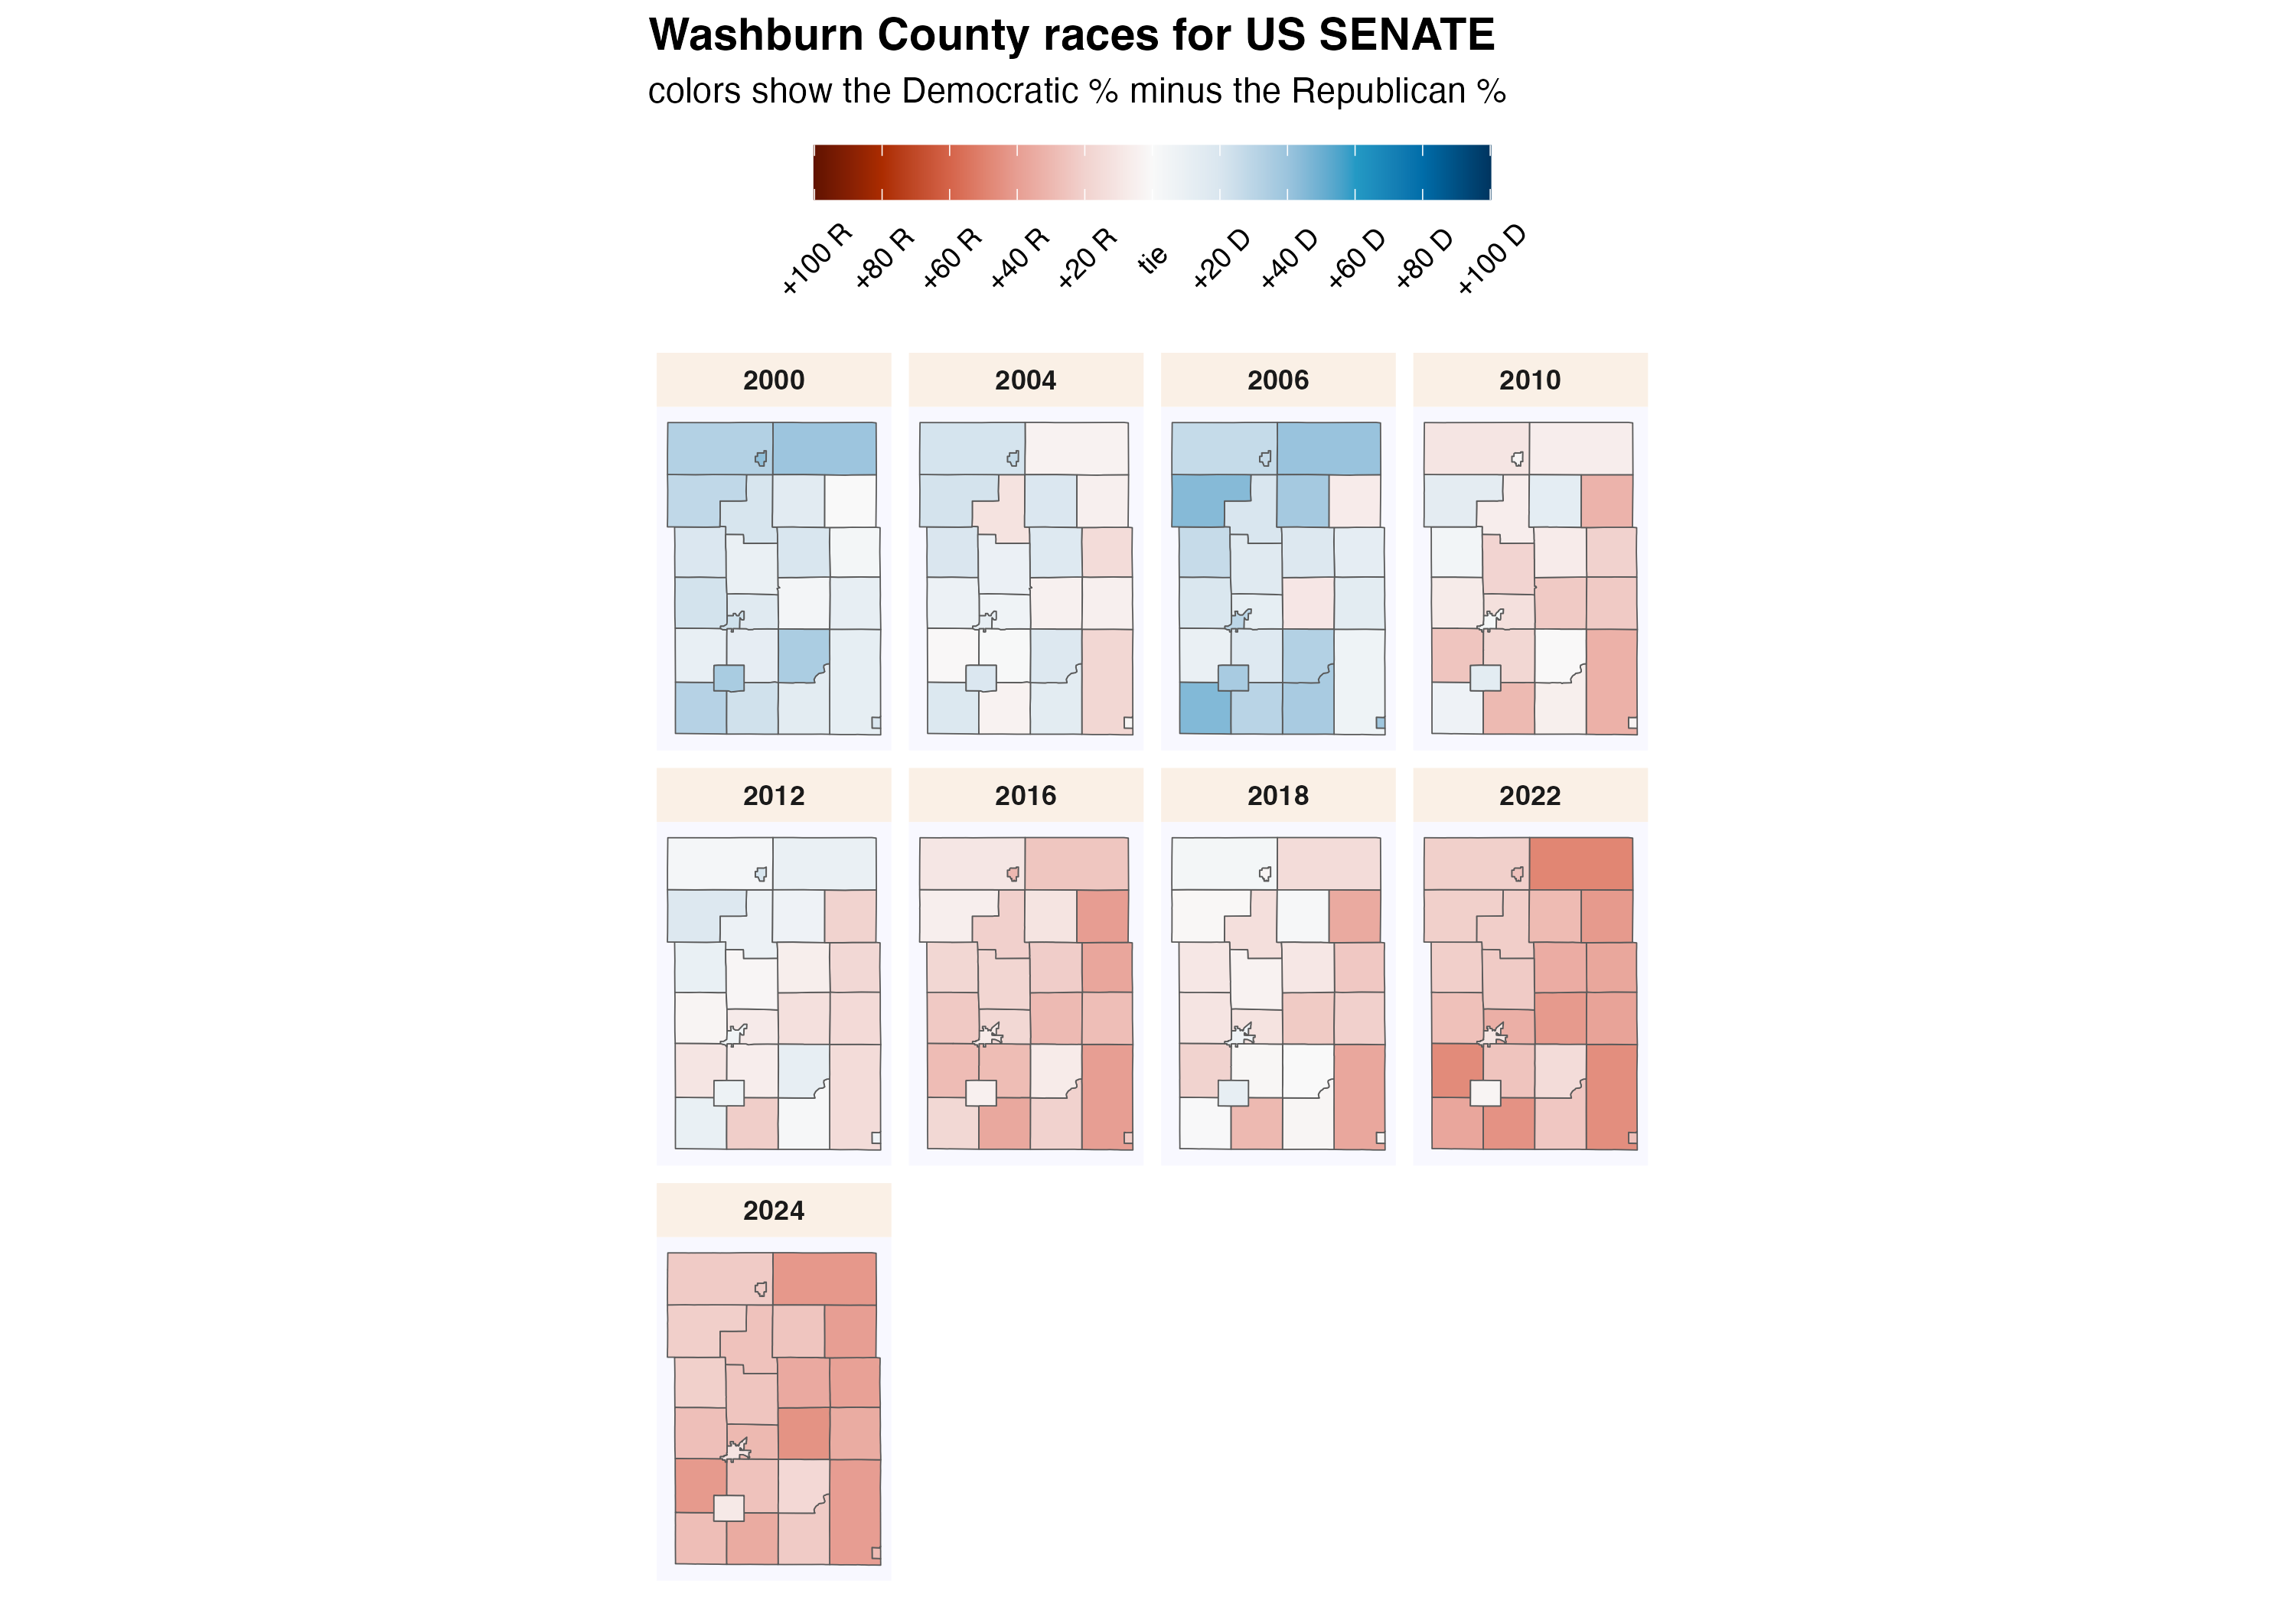 Washburn County races for US SENATE
colors show the Democratic % minus the Republican %
+100 R +80 R +60 R +40 R +20 R tie +20 D +40 D +60 D +80 D +100 D
2000 2004 2006 2010
2012 2016 2018 2022
2024